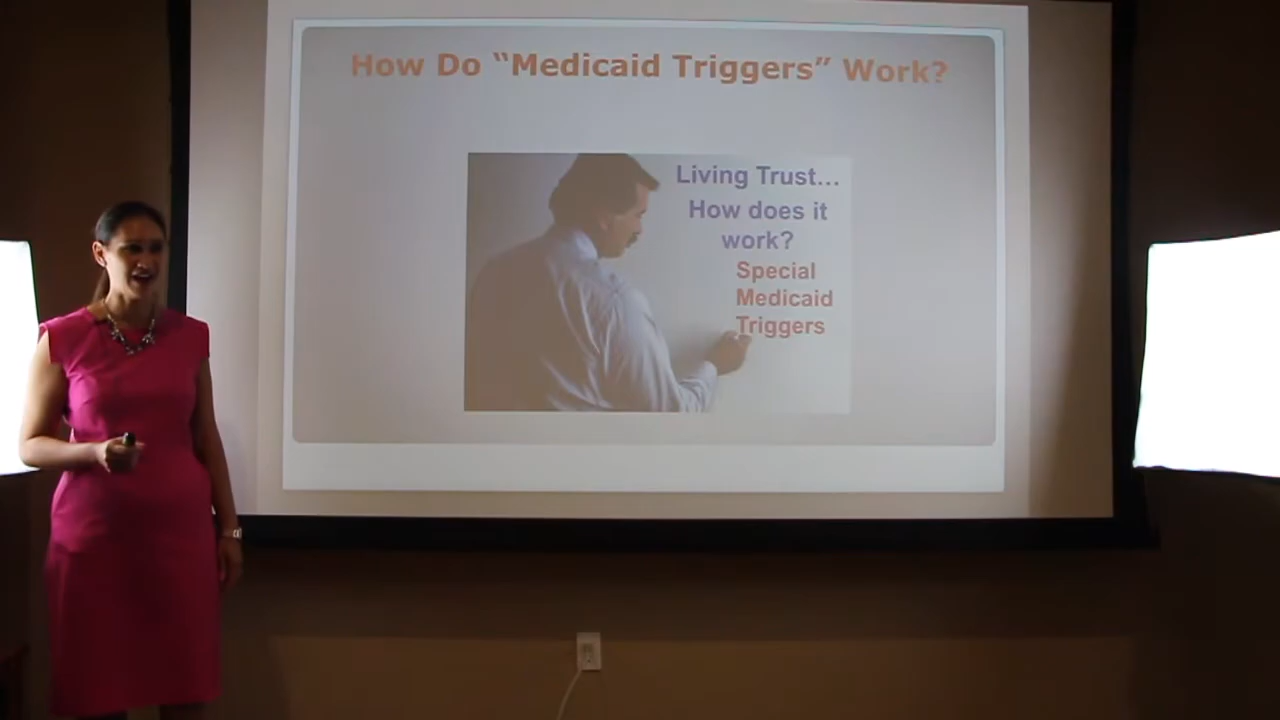 How Do “Medicaid Triggers” Work?
Living Trust...
How does it
work?
Special
Medicaid
Triggers